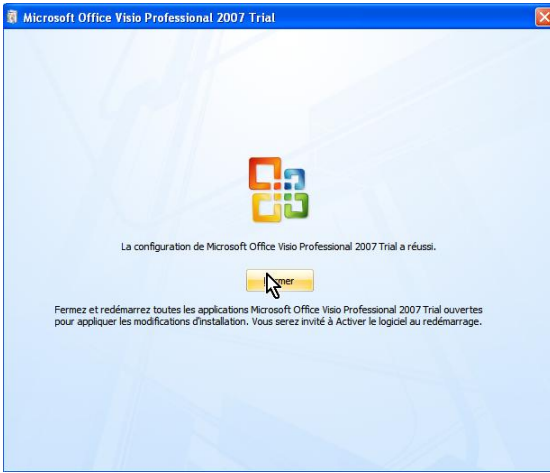 Microsoft Office Visio Professional 2007 Trial
La configuration de Microsoft Office Visio Professional 2007 Trial a réussi.
Fermer
Fermez et redémarrez toutes les applications Microsoft Office Visio Professional 2007 Trial ouvertes
pour appliquer les modifications d'installation. Vous serez invité à Activer le logiciel au redémarrage.